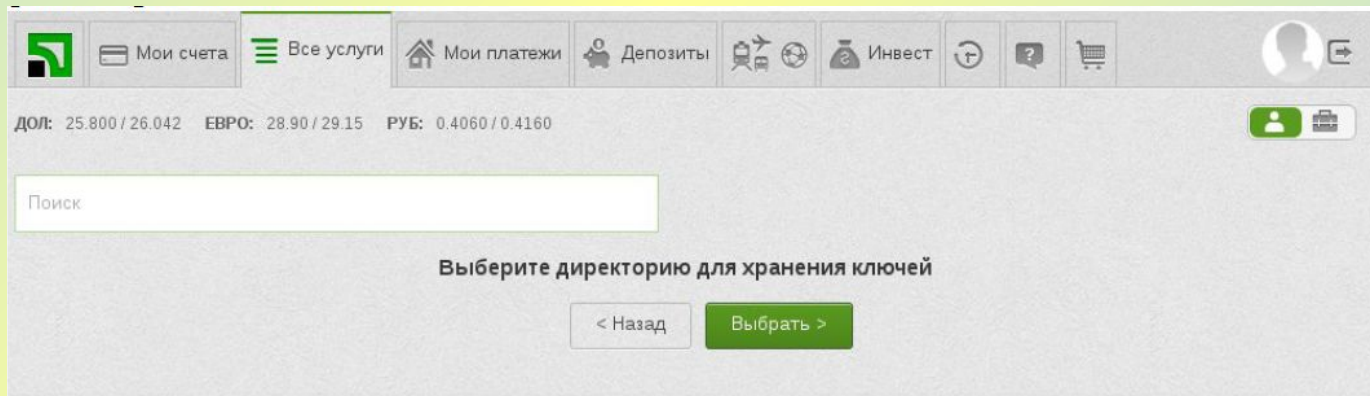 Мои счета Все услуги Мои платежи Депозиты Инвест
ДОЛ: 25.800 / 26.042 ЕВРО: 28.90 / 29.15 РУБ: 0.4060 / 0.4160
Поиск
Выберите директорию для хранения ключей
< Назад Выбрать >